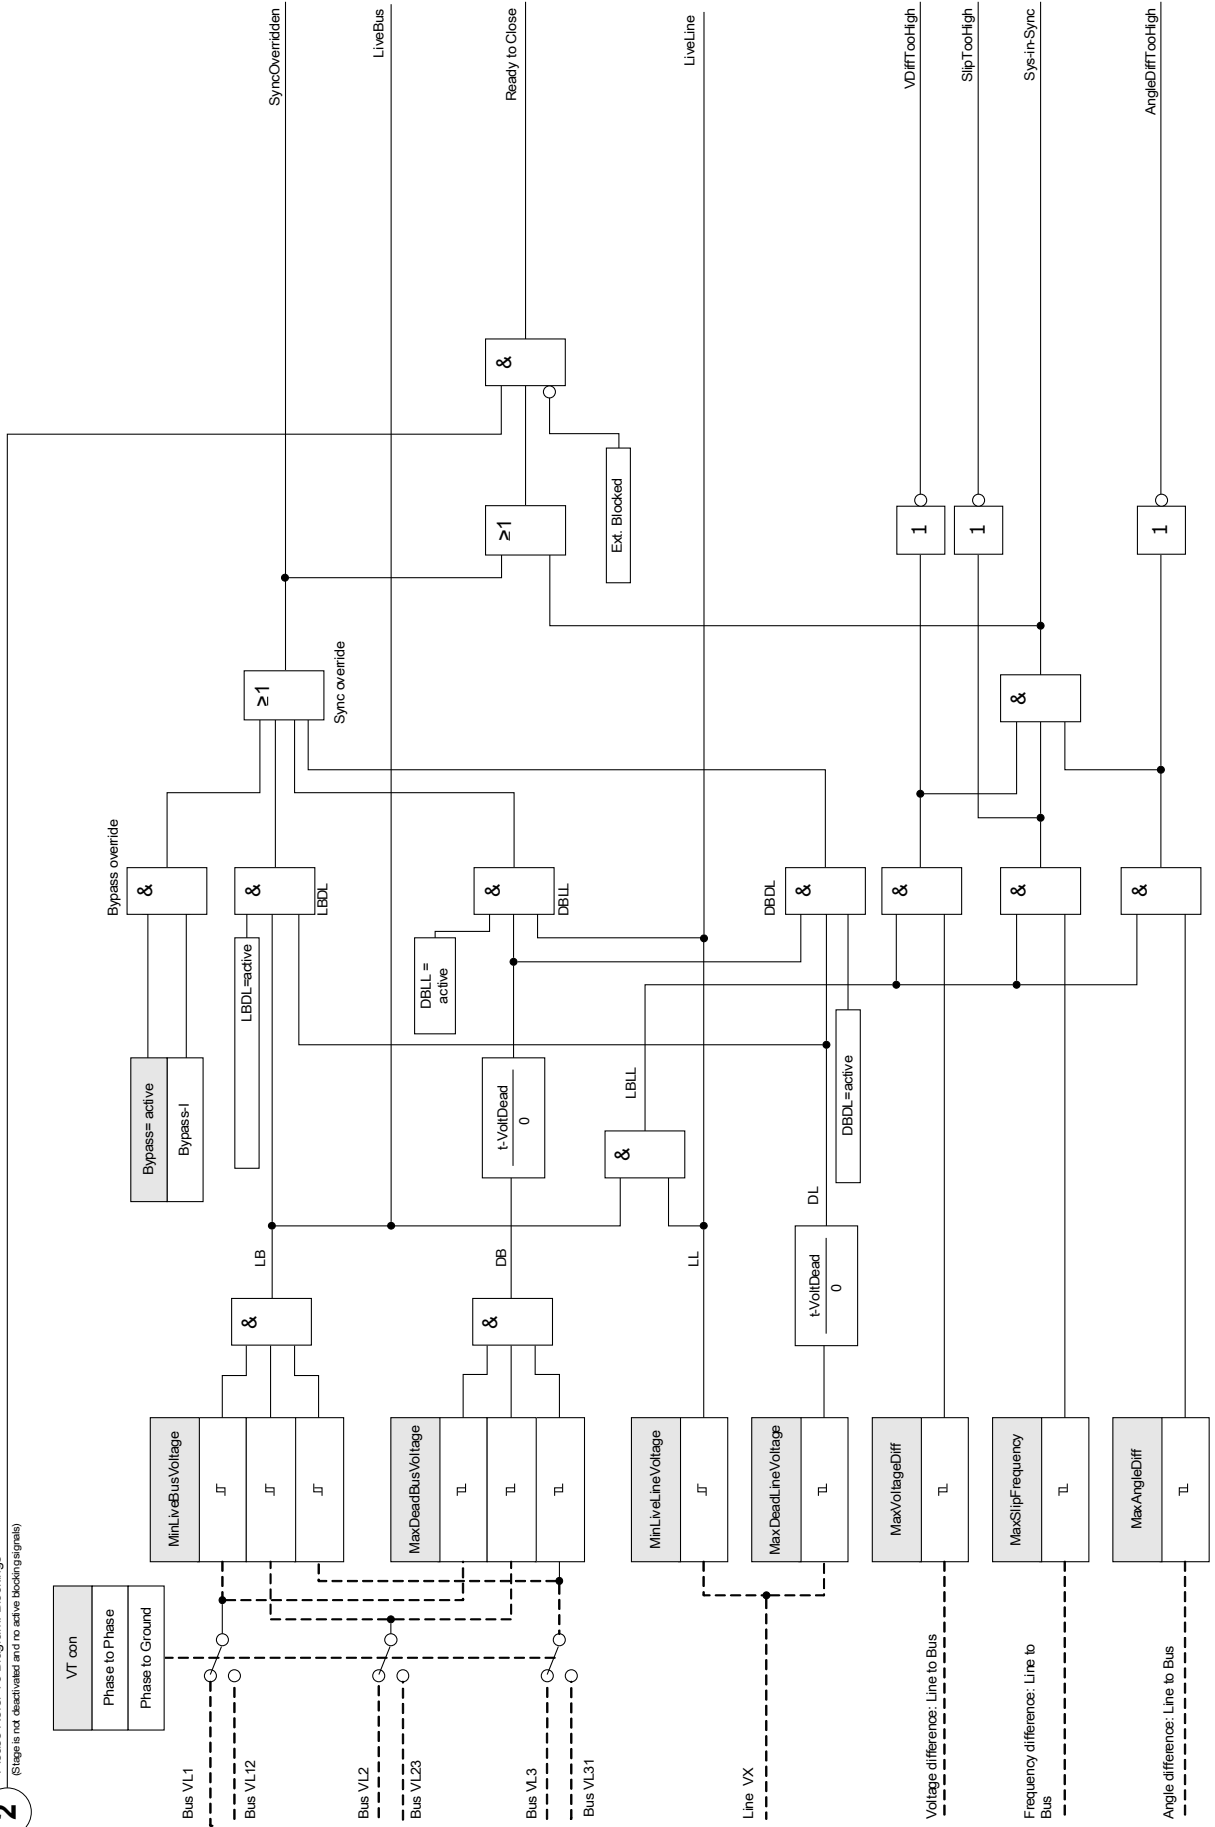 2
(Stage is not deactivated and no active blocking signals)
VT con
Phase to Phase
Phase to Ground
Bus VL1
Bus VL12
Bus VL2
Bus VL23
Bus VL3
Bus VL31
Line VX
Voltage difference: Line to Bus
Frequency difference: Line to
Bus
Angle difference: Line to Bus
MinLiveBusVoltage
MaxDeadBusVoltage
MinLiveLineVoltage
MaxDeadLineVoltage
MaxVoltageDiff
MaxSlipFrequency
MaxAngleDiff
&
&
LB
DB
LL
t-VoltDead
0
DL
Bypass= active
Bypass-I
LBDL=active
t-VoltDead
0
&
LBLL
DBDL=active
DBLL =
active
Bypass override
&
&
LBDL
&
DBLL
DBDL
&
&
&
&
≥1
Sync override
&
≥1
Ext. Blocked
1
1
1
&
SyncOverridden
LiveBus
Ready to Close
LiveLine
VDiffTooHigh
SlipTooHigh
Sys-in-Sync
AngleDiffTooHigh